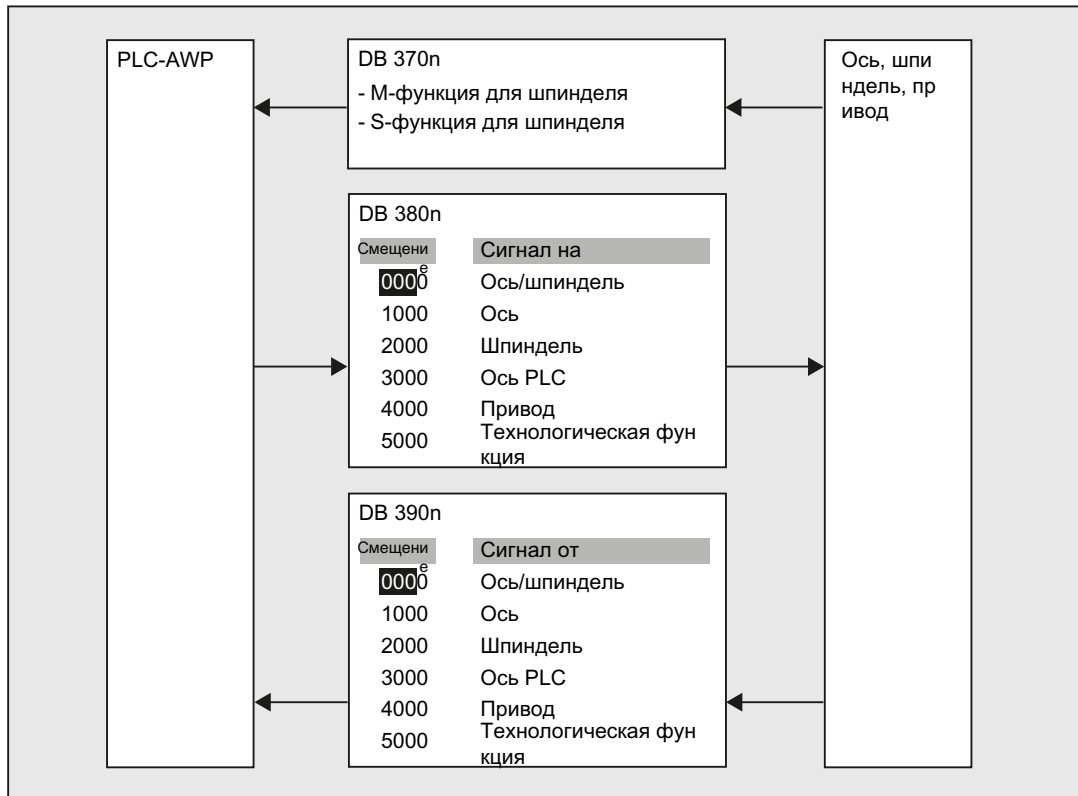 PLC-AWP
DB 370n
- M-функция для шпинделя
- S-функция для шпинделя
Ось, шпи
ндель, пр
ивод
DB 380n
Смещени
е
Сигнал на
0000 Ось/шпиндель
1000 Ось
2000 Шпиндель
3000 Ось PLC
4000 Привод
5000 Технологическая фун
кция
DB 390n
Смещени
е
Сигнал от
0000 Ось/шпиндель
1000 Ось
2000 Шпиндель
3000 Ось PLC
4000 Привод
5000 Технологическая фун
кция